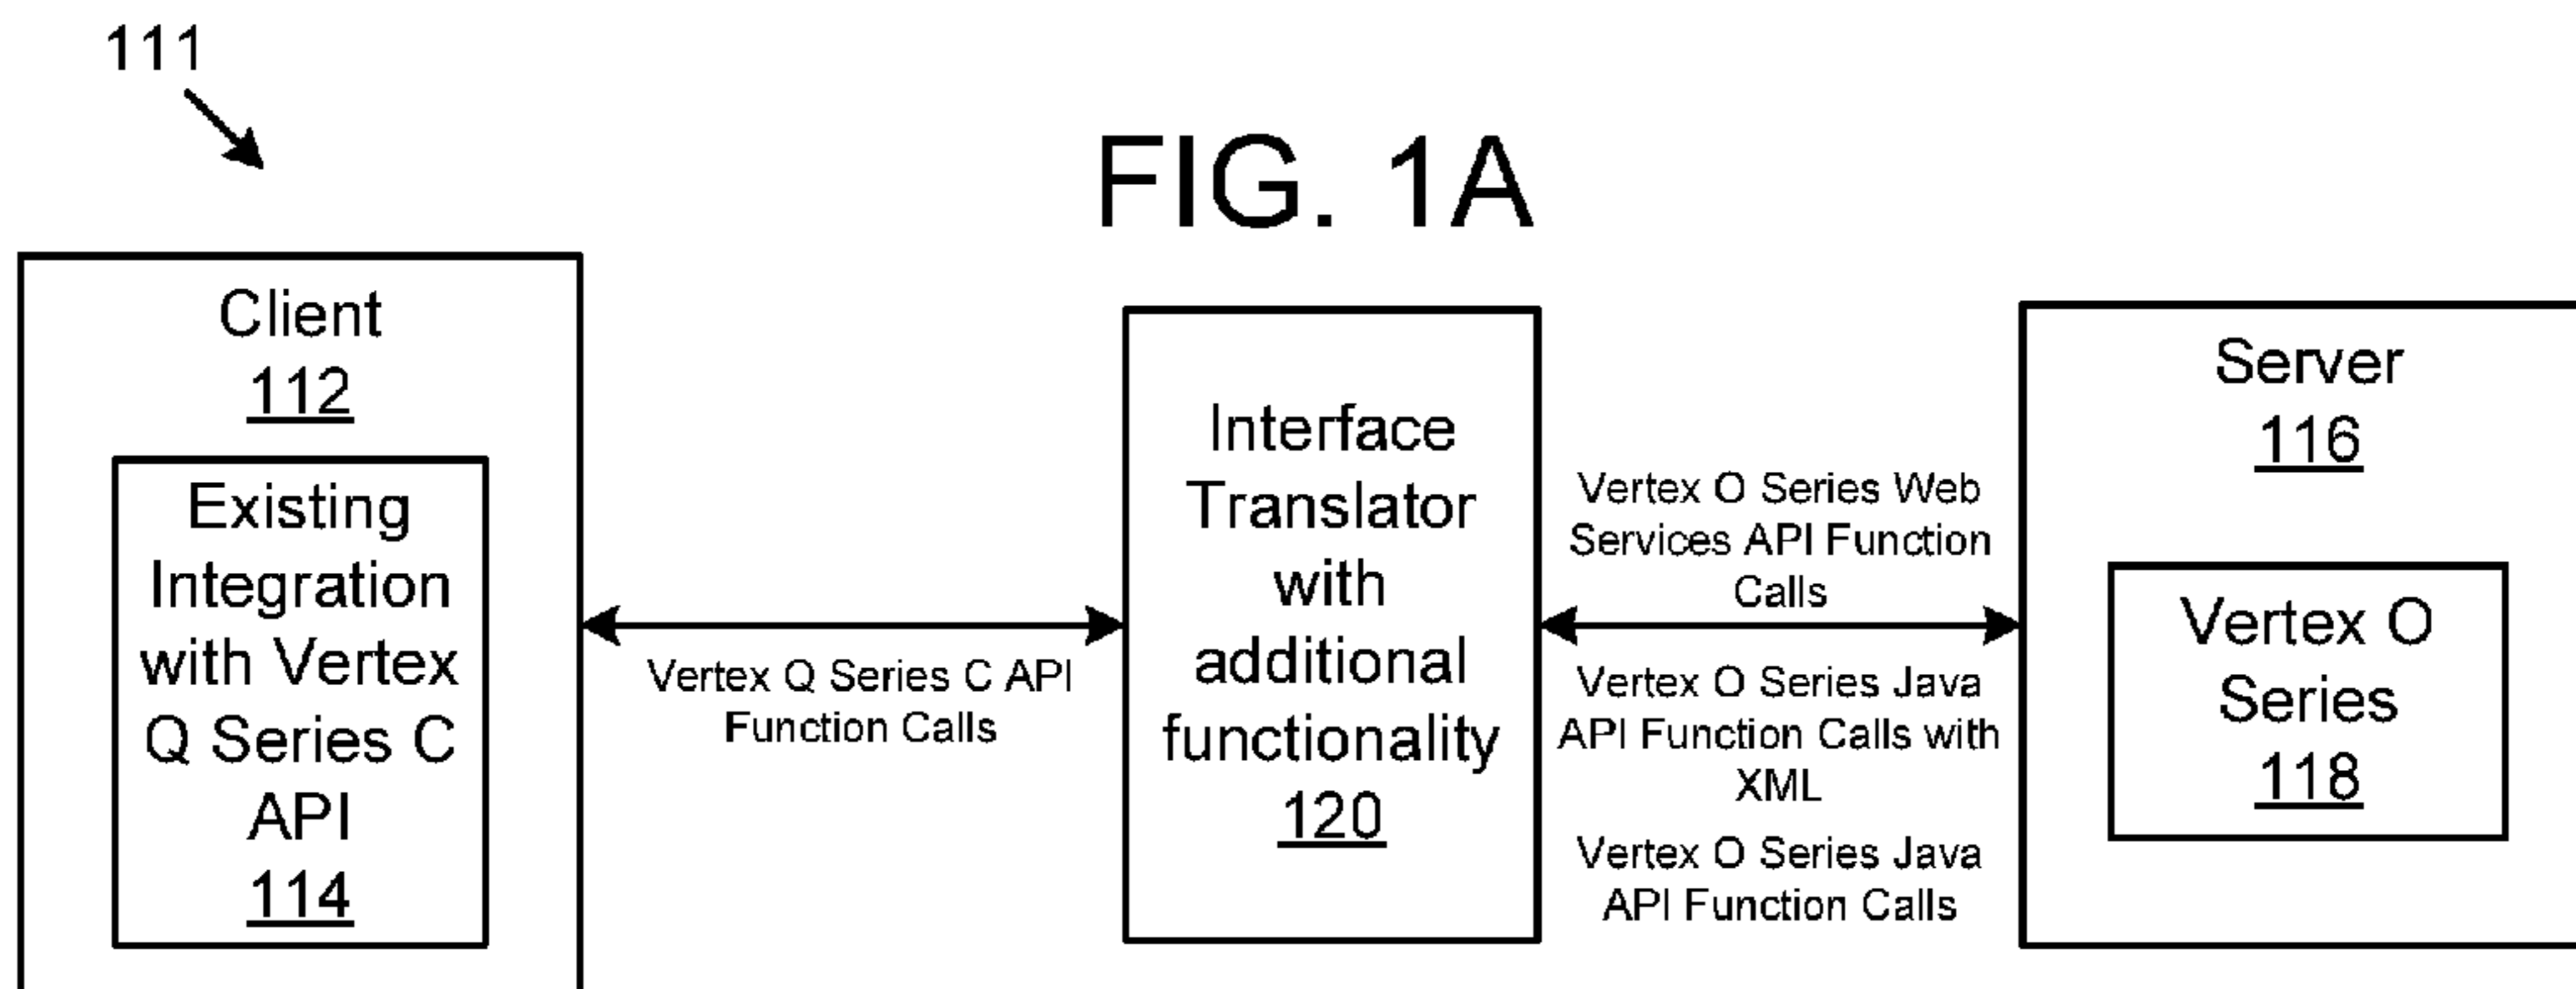 111
FIG. 1A
Client
112
Existing
Integration
with Vertex
Q Series C
API
114
Vertex Q Series C API
Function Calls
Interface
Translator
with
additional
functionality
120
Vertex O Series Web
Services API Function
Calls
Vertex O Series Java
API Function Calls with
XML
Vertex O Series Java
API Function Calls
Server
116
Vertex O
Series
118